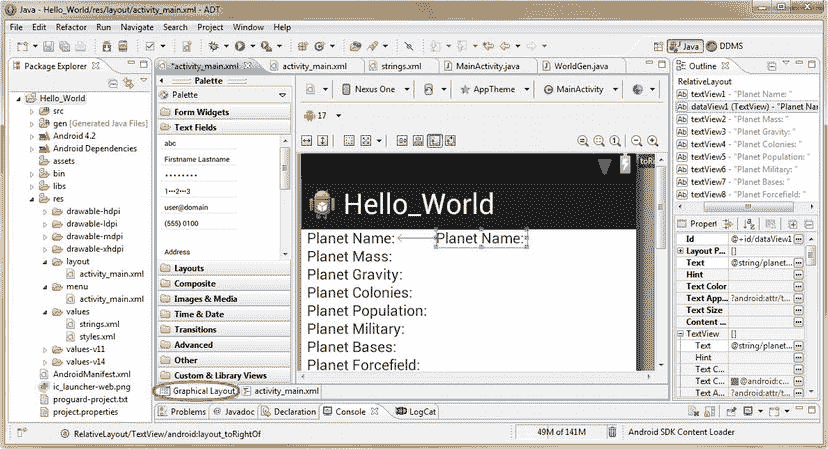 Java - Hello_World/res/layout/activity_main.xml - ADT
File Edit Refactor Run Navigate Search Project Refactor Window Help
Java DDMS
Package Explorer
*activity_main.xml activity_main.xml strings.xml MainActivity.java WorldGen.java
Outline
Hello_World
src
gen [Generated Java Files]
Android 4.2
Android Dependencies
assets
bin
libs
res
drawable-hdpi
drawable-ldpi
drawable-mdpi
drawable-xhdpi
layout
activity_main.xml
menu
activity_main.xml
values
strings.xml
styles.xml
values-v11
values-v14
AndroidManifest.xml
ic_launcher-web.png
proguard-project.txt
project.properties
Palette
Palette
Form Widgets
Text Fields
abc
Firstname Lastname
••••••••
1•••2•••3
user@domain
(555) 0100
Address
Layouts
Composite
Images & Media
Time & Date
Transitions
Advanced
Other
Custom & Library Views
Graphical Layout activity_main.xml
Nexus One AppTheme MainActivity
17
toRi
Hello_World
Planet Name: Planet Name:
Planet Mass:
Planet Gravity:
Planet Colonies:
Planet Population:
Planet Military:
Planet Bases:
Planet Forcefield:
RelativeLayout
textView1 - "Planet Name: "
dataView1 (TextView) - "Planet Nam
textView2 - "Planet Mass: "
textView3 - "Planet Gravity: "
textView4 - "Planet Colonies: "
textView5 - "Planet Population: "
textView6 - "Planet Military: "
textView7 - "Planet Bases: "
textView8 - "Planet Forcefield: "
Properti
Id @+id/dataView1
Layout P... []
Text @string/planet...
Hint
Text Color
Text App... ?android:attr/t...
Text Size
Content ...
TextView []
Text @string/planet...
Hint
Text C... @android:c...
Text A... ?android:attr/t...
Problems Javadoc Declaration Console LogCat
RelativeLayout/TextView/android:layout_toRightOf
49M of 141M
Android SDK Content Loader